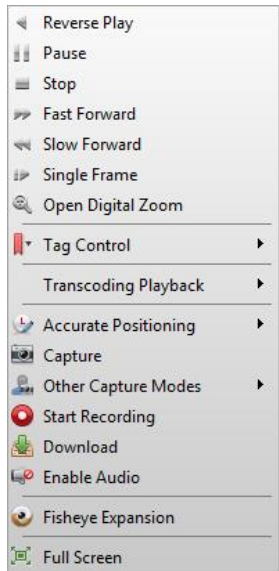 Reverse Play
Pause
Stop
Fast Forward
Slow Forward
Single Frame
Open Digital Zoom
Tag Control
Transcoding Playback
Accurate Positioning
Capture
Other Capture Modes
Start Recording
Download
Enable Audio
Fisheye Expansion
Full Screen